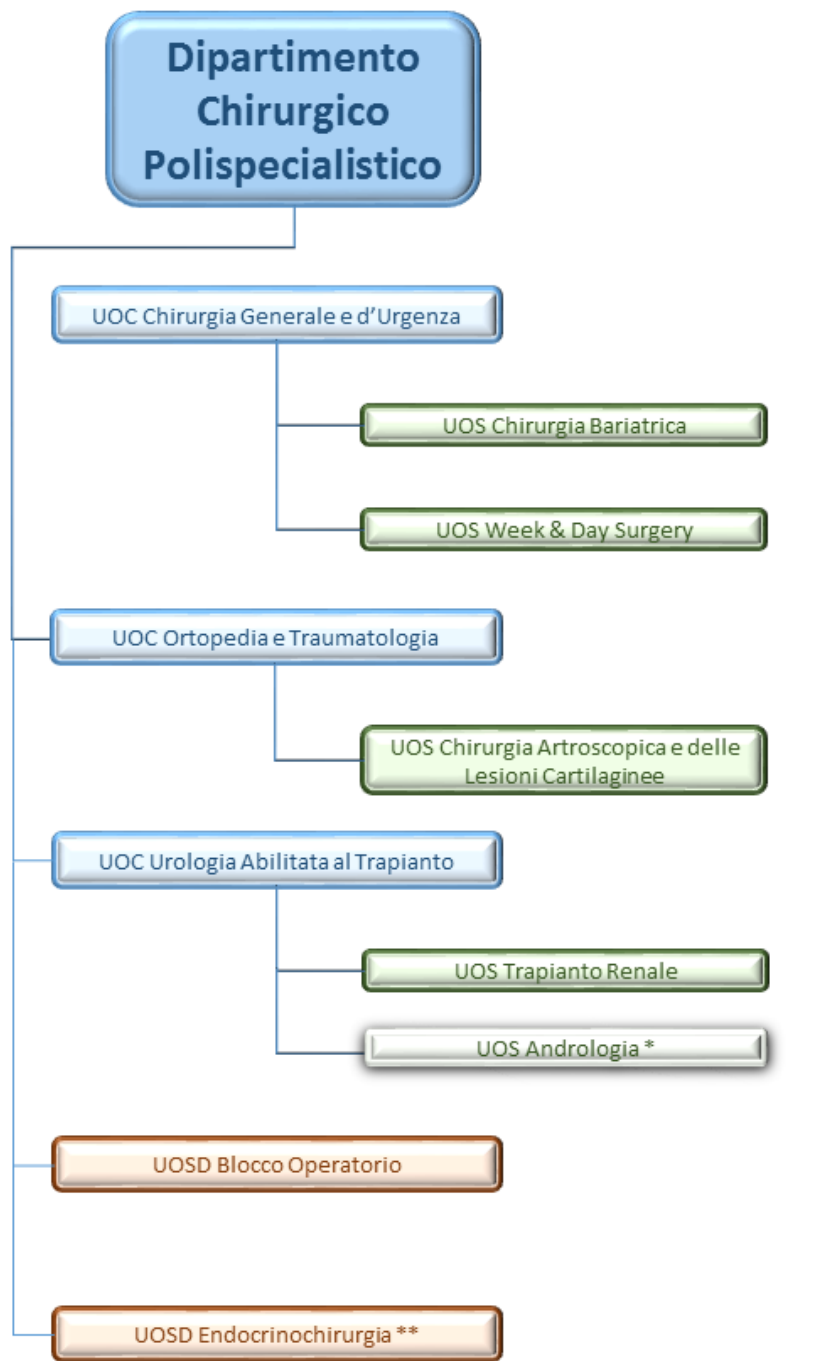 Dipartimento
Chirurgico
Polispecialistico
UOC Chirurgia Generale e d’Urgenza
UOS Chirurgia Bariatrica
UOS Week & Day Surgery
UOC Ortopedia e Traumatologia
UOS Chirurgia Artroscopica e delle
Lesioni Cartilaginee
UOC Urologia Abilitata al Trapianto
UOS Trapianto Renale
UOS Andrologia *
UOSD Blocco Operatorio
UOSD Endocrinochirurgia **